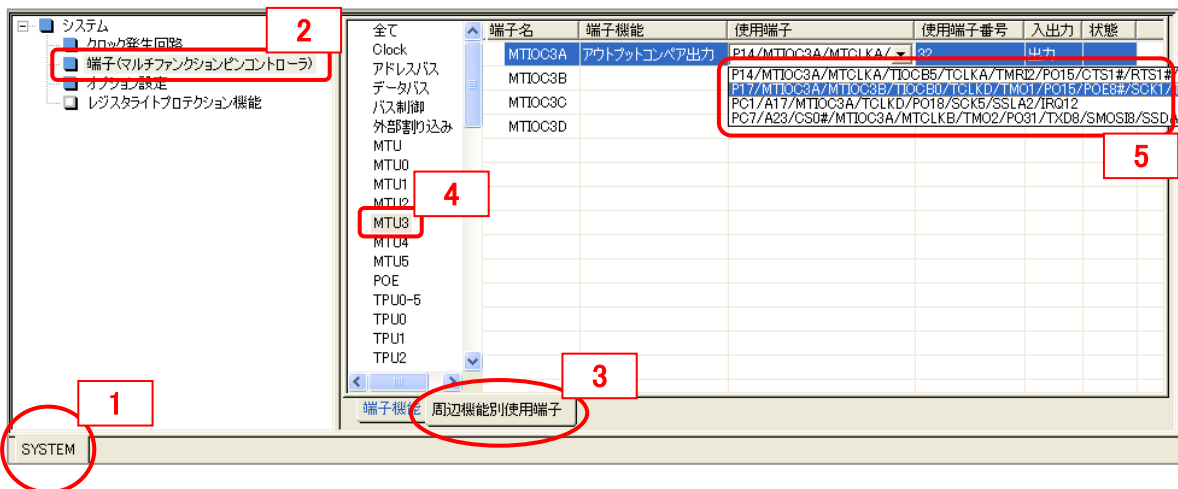 システム
クロック発生回路
端子(マルチファンクションピンコントローラ)
オプション設定
レジスタライトプロテクション機能
2
全て
Clock
アドレスバス
データバス
バス制御
外部割り込み
MTU
MTU0
MTU1
MTU2
MTU3
MTU4
MTU5
POE
TPU0-5
TPU0
TPU1
TPU2
4
端子名 端子機能 使用端子 使用端子番号 入出力 状態
MTIOC3A アウトプットコンペア出力 P14/MTIOC3A/MTCLKA/ 32 出力
MTIOC3B
MTIOC3C
MTIOC3D
P14/MTIOC3A/MTCLKA/TIOCB5/TCLKA/TMRI2/PO15/CTS1#/RTS1#/
P17/MTIOC3A/MTIOC3B/TIOCB0/TCLKD/TMO1/PO15/POE8#/SCK1/
PC1/A17/MTIOC3A/TCLKD/PO18/SCK5/SSLA2/IRQ12
PC7/A23/CS0#/MTIOC3A/MTCLKB/TMO2/PO31/TXD8/SMOSI8/SSDA
5
3
端子機能 周辺機能別使用端子
1
SYSTEM